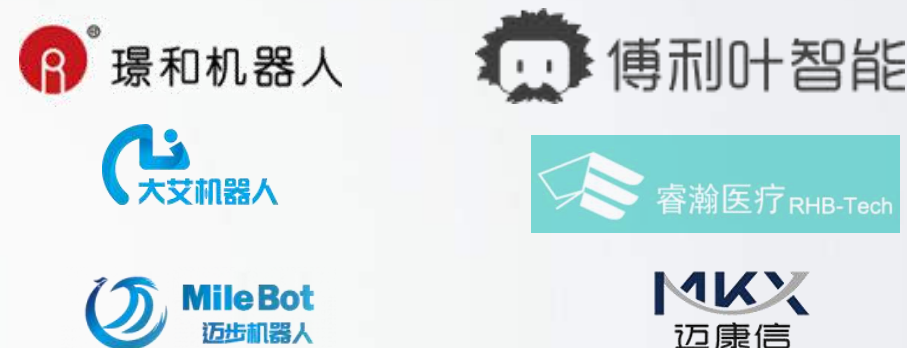 璟和机器人
傅利叶智能
大艾机器人
睿瀚医疗 RHB-Tech
MileBot
迈步机器人
MKX
迈康信